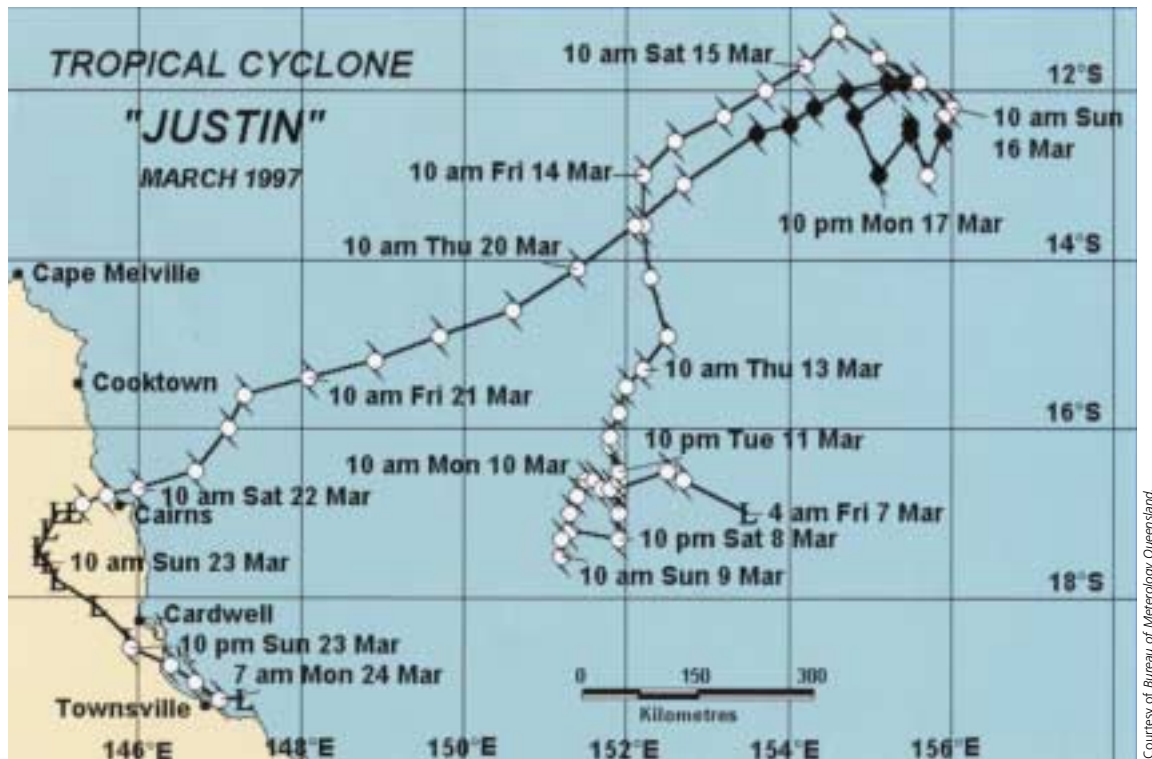 TROPICAL CYCLONE
"JUSTIN"
MARCH 1997
10 am Sat 15 Mar
12°S
10 am Sun
16 Mar
10 am Fri 14 Mar
10 pm Mon 17 Mar
10 am Thu 20 Mar
14°S
Cape Melville
10 am Thu 13 Mar
Cooktown
10 am Fri 21 Mar
16°S
10 pm Tue 11 Mar
10 am Mon 10 Mar
10 am Sat 22 Mar
Cairns
L
4 am Fri 7 Mar
10 pm Sat 8 Mar
10 am Sun 23 Mar
10 am Sun 9 Mar
18°S
Cardwell
10 pm Sun 23 Mar
7 am Mon 24 Mar
L
Townsville
0 150 300
Kilometres
146°E 148°E 150°E 152°E 154°E 156°E
Courtesy of Bureau of Meterology Queensland